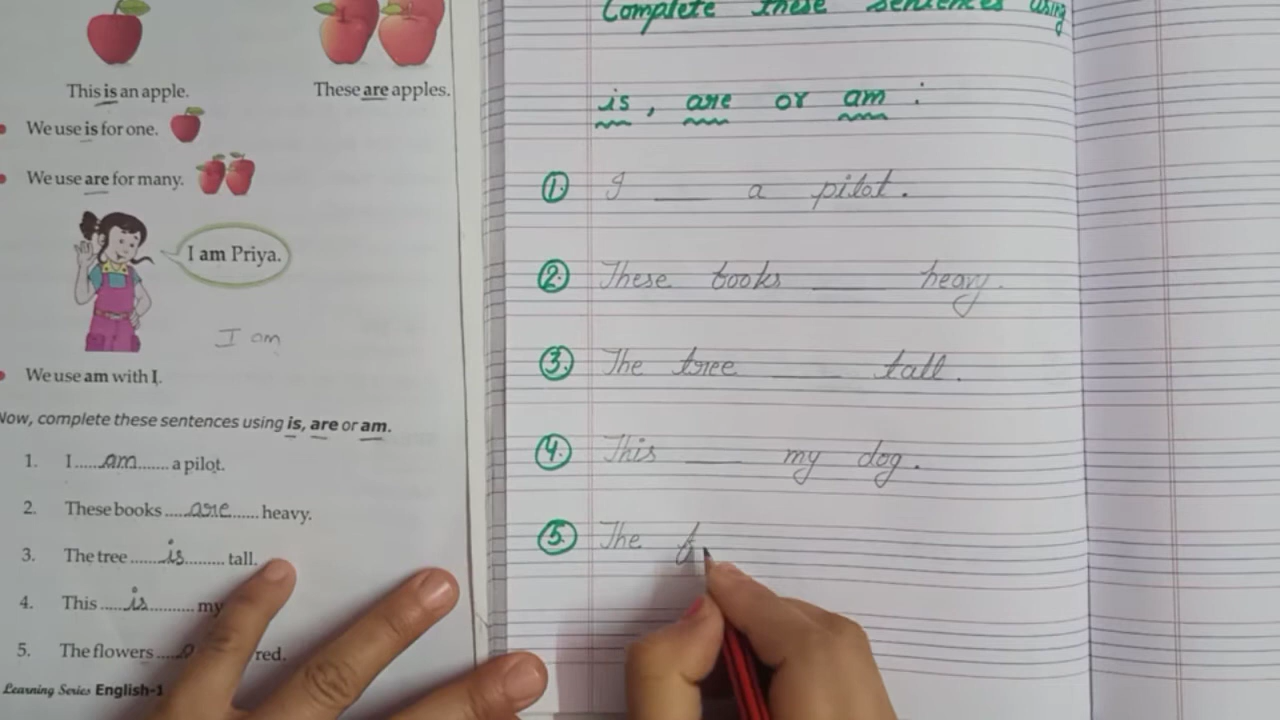 This is an apple.
These are apples.
We use is for one.
We use are for many.
I am Priya.
I am
We use am with I.
Now, complete these sentences using is, are or am.
1. I ......am....... a pilot.
2. These books .....are...... heavy.
3. The tree .......is......... tall.
4. This .....is.......... my
5. The flowers ..... red.
Learning Series English-1
Complete these sentences using
is, are or am :
1. I ___ a pilot.
2. These books ___ heavy.
3. The tree ___ tall.
4. This ___ my dog.
5. The f